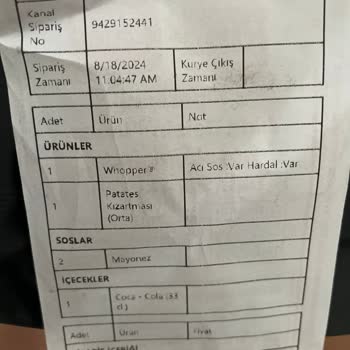 Kanal
Sipariş 9429152441
No
Sipariş 8/18/2024 Kurye Çıkış
Zamanı 11:04:47 AM Zamanı
Adet Ürün Not
ÜRÜNLER
1 Whopper® Acı Sos :Var Hardal :Var
Patates
1 Kızartması
(Orta)
SOSLAR
2 Mayonez
İÇECEKLER
1 Coca - Cola (33
cl.)
Adet Ürün Fiyat